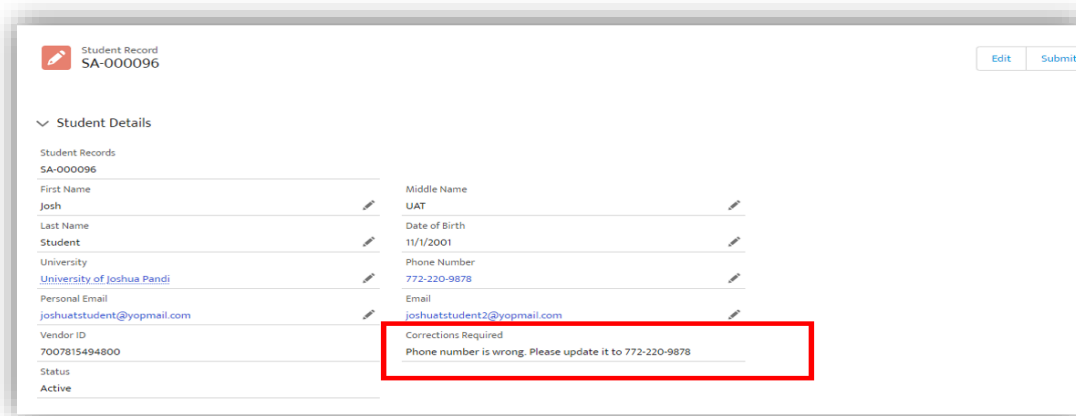 Student Record
SA-000096
Edit
Submit
Student Details
Student Records
SA-000096
First Name
Josh
Middle Name
UAT
Last Name
Student
Date of Birth
11/1/2001
University
University of Joshua Pandi
Phone Number
772-220-9878
Personal Email
joshuatstudent@yopmail.com
Email
joshuatstudent2@yopmail.com
Vendor ID
7007815494800
Corrections Required
Phone number is wrong. Please update it to 772-220-9878
Status
Active